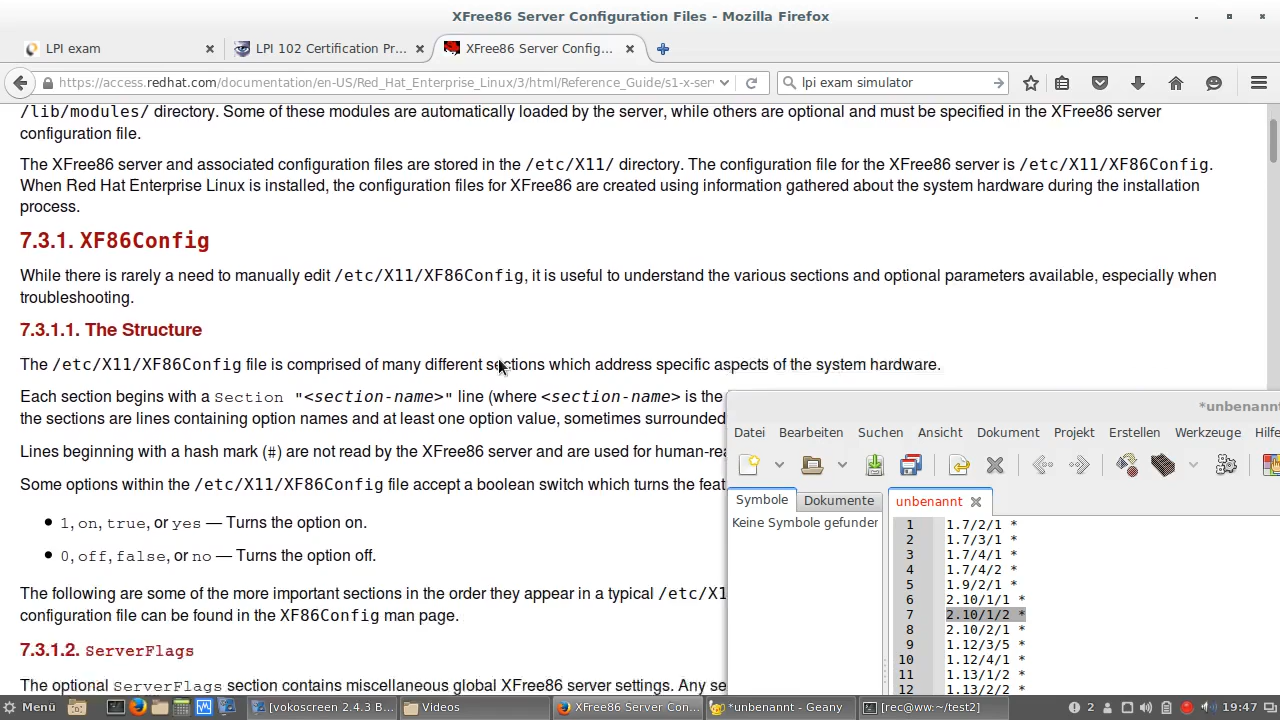 XFree86 Server Configuration Files - Mozilla Firefox
LPI exam
LPI 102 Certification Pr...
XFree86 Server Config...
https://access.redhat.com/documentation/en-US/Red_Hat_Enterprise_Linux/3/html/Reference_Guide/s1-x-ser
lpi exam simulator
/lib/modules/ directory. Some of these modules are automatically loaded by the server, while others are optional and must be specified in the XFree86 server
configuration file.
The XFree86 server and associated configuration files are stored in the /etc/X11/ directory. The configuration file for the XFree86 server is /etc/X11/XF86Config.
When Red Hat Enterprise Linux is installed, the configuration files for XFree86 are created using information gathered about the system hardware during the installation
process.
7.3.1. XF86Config
While there is rarely a need to manually edit /etc/X11/XF86Config, it is useful to understand the various sections and optional parameters available, especially when
troubleshooting.
7.3.1.1. The Structure
The /etc/X11/XF86Config file is comprised of many different sections which address specific aspects of the system hardware.
Each section begins with a Section "<section-name>" line (where <section-name> is the
the sections are lines containing option names and at least one option value, sometimes surrounded
Lines beginning with a hash mark (#) are not read by the XFree86 server and are used for human-rea
Some options within the /etc/X11/XF86Config file accept a boolean switch which turns the feat
1, on, true, or yes — Turns the option on.
0, off, false, or no — Turns the option off.
The following are some of the more important sections in the order they appear in a typical /etc/X1
configuration file can be found in the XF86Config man page.
7.3.1.2. ServerFlags
The optional ServerFlags section contains miscellaneous global XFree86 server settings. Any se
*unbenannt
Datei Bearbeiten Suchen Ansicht Dokument Projekt Erstellen Werkzeuge Hilfe
Symbole Dokumente
Keine Symbole gefunden
unbenannt
1 1.7/2/1 *
2 1.7/3/1 *
3 1.7/4/1 *
4 1.7/4/2 *
5 1.9/2/1 *
6 2.10/1/1 *
7 2.10/1/2 *
8 2.10/2/1 *
9 1.12/3/5 *
10 1.12/4/1 *
11 1.13/1/2 *
12 1.13/2/2 *
Menü
[vokoscreen 2.4.3 B...
Videos
XFree86 Server Con...
*unbenannt - Geany
[rec@ww:~/test2]
2
19:47